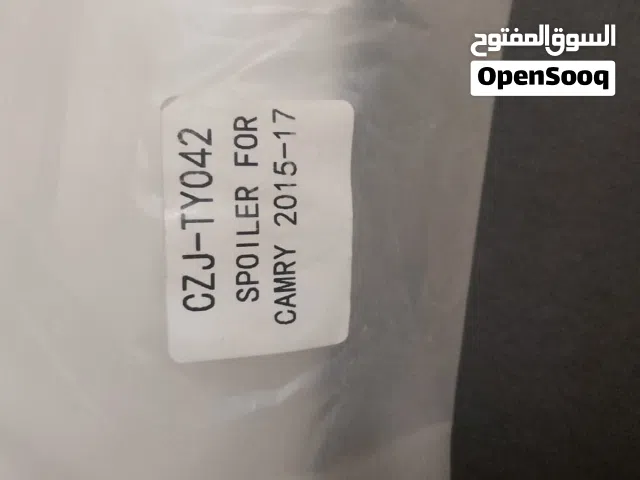 السوق المفتوح
OpenSooq
CZJ-TY042
SPOILER FOR
CAMRY 2015-17